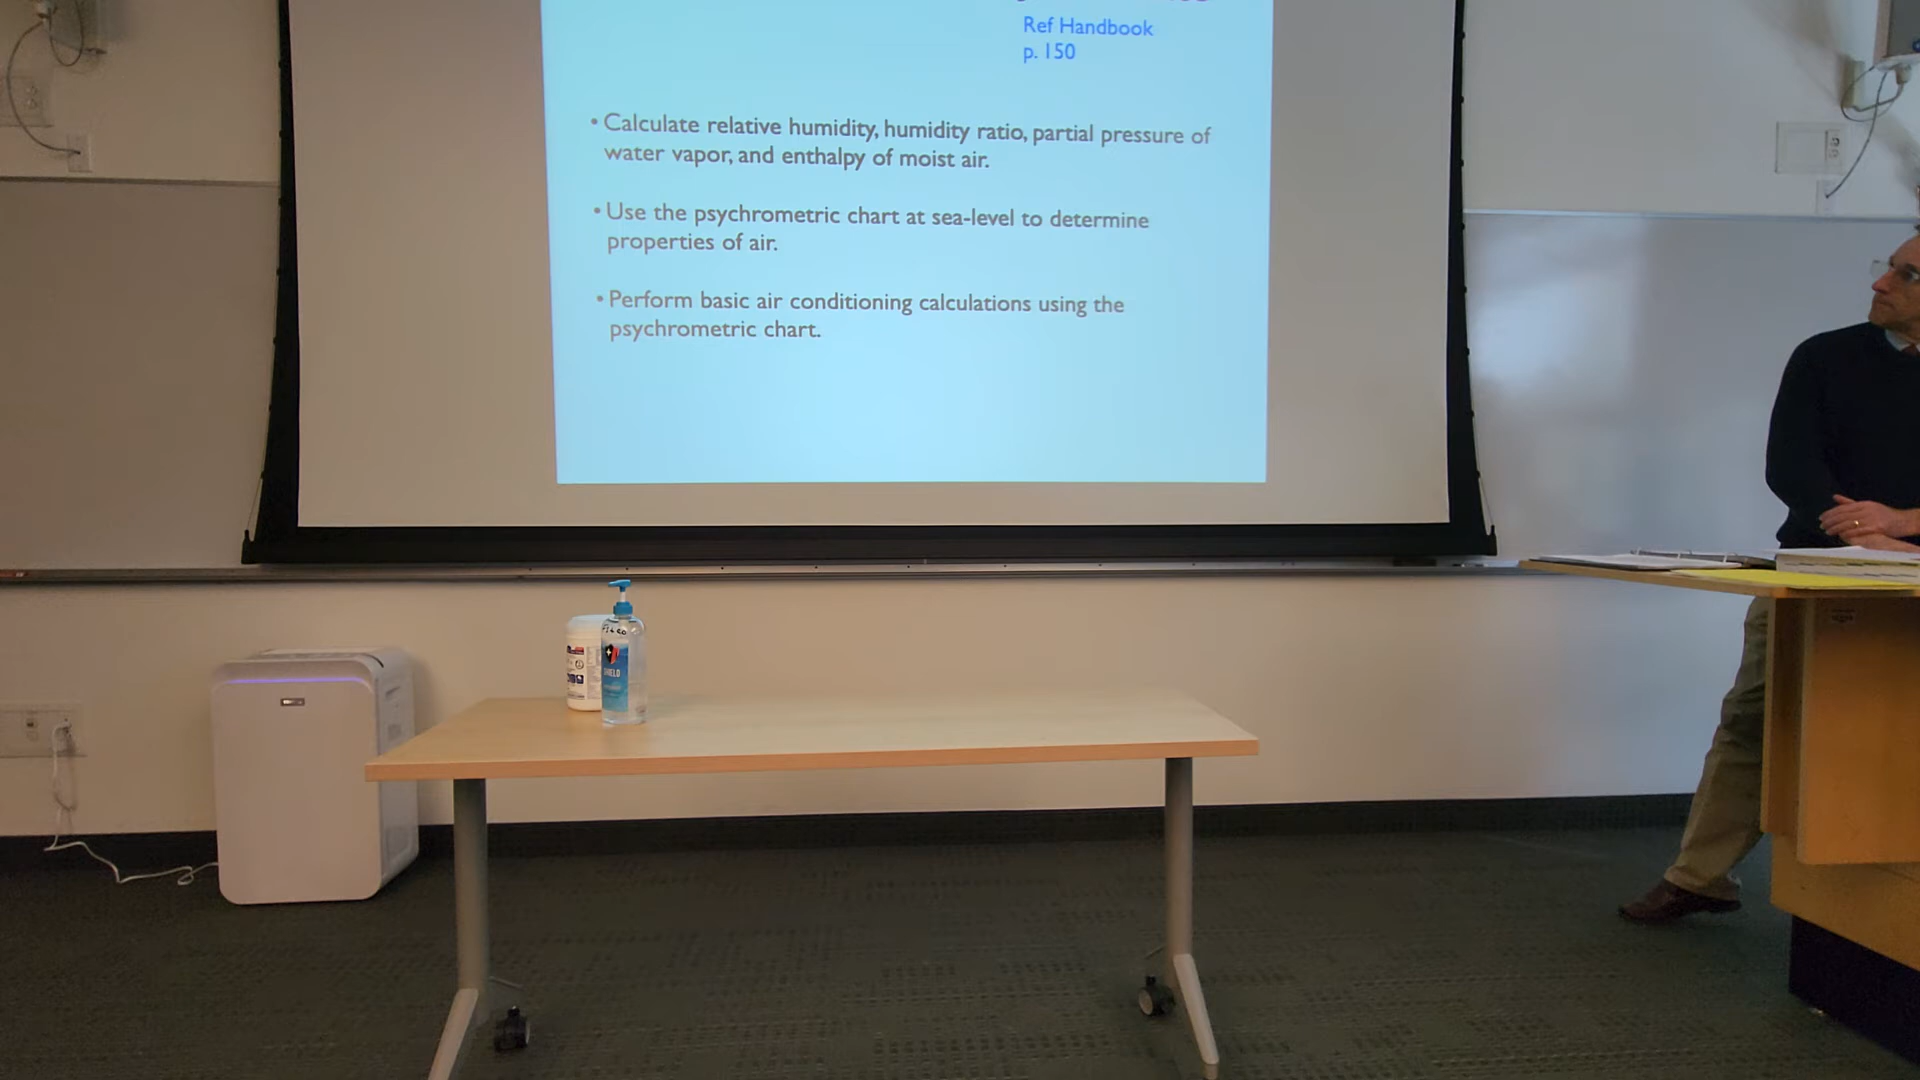 Ref Handbook
p. 150
• Calculate relative humidity, humidity ratio, partial pressure of
water vapor, and enthalpy of moist air.
• Use the psychrometric chart at sea-level to determine
properties of air.
• Perform basic air conditioning calculations using the
psychrometric chart.
SHIELD